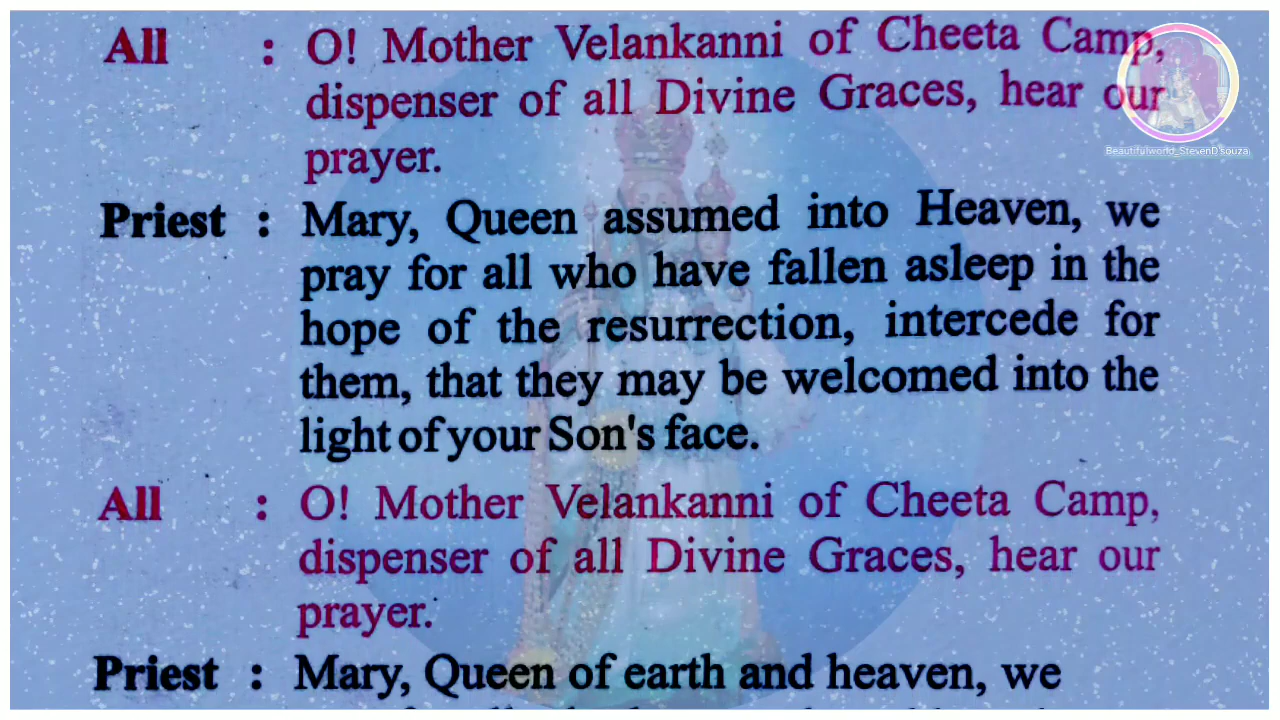 All : O! Mother Velankanni of Cheeta Camp,
dispenser of all Divine Graces, hear our
prayer.
Beautifulworld_StevenD'souza
Priest : Mary, Queen assumed into Heaven, we
pray for all who have fallen asleep in the
hope of the resurrection, intercede for
them, that they may be welcomed into the
light of your Son's face.
All : O! Mother Velankanni of Cheeta Camp,
dispenser of all Divine Graces, hear our
prayer.
Priest : Mary, Queen of earth and heaven, we